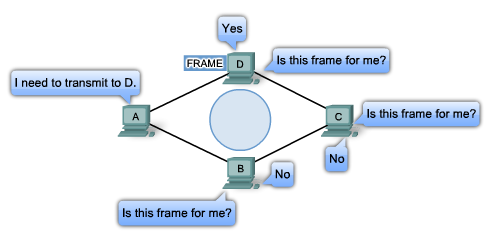 Yes
FRAME
D
Is this frame for me?
I need to transmit to D.
A
C
Is this frame for me?
No
B
No
Is this frame for me?